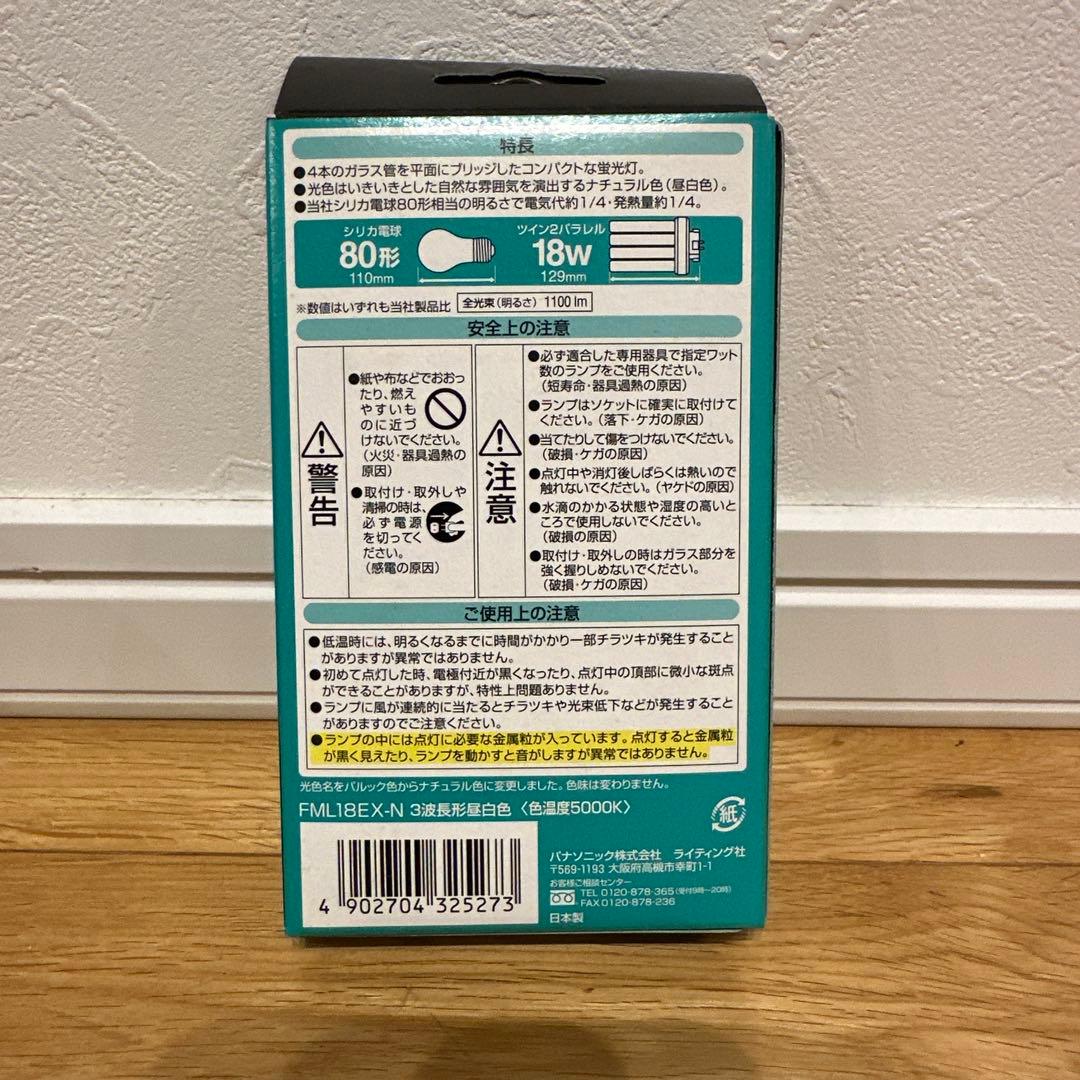 特長
●4本のガラス管を平面にブリッジしたコンパクトな蛍光灯。
●光色はいきいきとした自然な雰囲気を演出するナチュラル色(昼白色)。
●当社シリカ電球80形相当の明るさで電気代約1/4・発熱量約1/4。
シリカ電球
80形
110mm
ツイン2パラレル
18W
129mm
※数値はいずれも当社製品比
全光束(明るさ) 1100 lm
安全上の注意
警告
●紙や布などでおおっ
たり、燃え
やすいも
のに近づ
けないでください。
(火災・器具過熱の
原因)
●取付け・取外しや
清掃の時は、
必ず電源
を切ってく
ださい。
(感電の原因)
注意
●必ず適合した専用器具で指定ワット
数のランプをご使用ください。
(短寿命・器具過熱の原因)
●ランプはソケットに確実に取付けて
ください。(落下・ケガの原因)
●当てたりして傷をつけないでください。
(破損・ケガの原因)
●点灯中や消灯後しばらくは熱いので
触れないでください。(ヤケドの原因)
●水滴のかかる状態や湿度の高いと
ころで使用しないでください。
(破損の原因)
●取付け・取外しの時はガラス部分を
強く握りしめないでください。
(破損・ケガの原因)
ご使用上の注意
●低温時には、明るくなるまでに時間がかかり一部チラツキが発生すること
がありますが異常ではありません。
●初めて点灯した時、電極付近が黒くなったり、点灯中の頂部に微小な斑点
ができることがありますが、特性上問題ありません。
●ランプに風が連続的に当たるとチラツキや光束低下などが発生すること
がありますのでご注意ください。
●ランプの中には点灯に必要な金属粒が入っています。点灯すると金属粒
が黒く見えたり、ランプを動かすと音がしますが異常ではありません。
光色名をパルック色からナチュラル色に変更しました。色味は変わりません。
FML18EX-N 3波長形昼白色 〈色温度5000K〉
紙
4 902704 325273
パナソニック株式会社 ライティング社
〒569-1193 大阪府高槻市幸町1-1
お客様ご相談センター
TEL 0120-878-365(受付9時〜20時)
FAX 0120-878-236
日本製